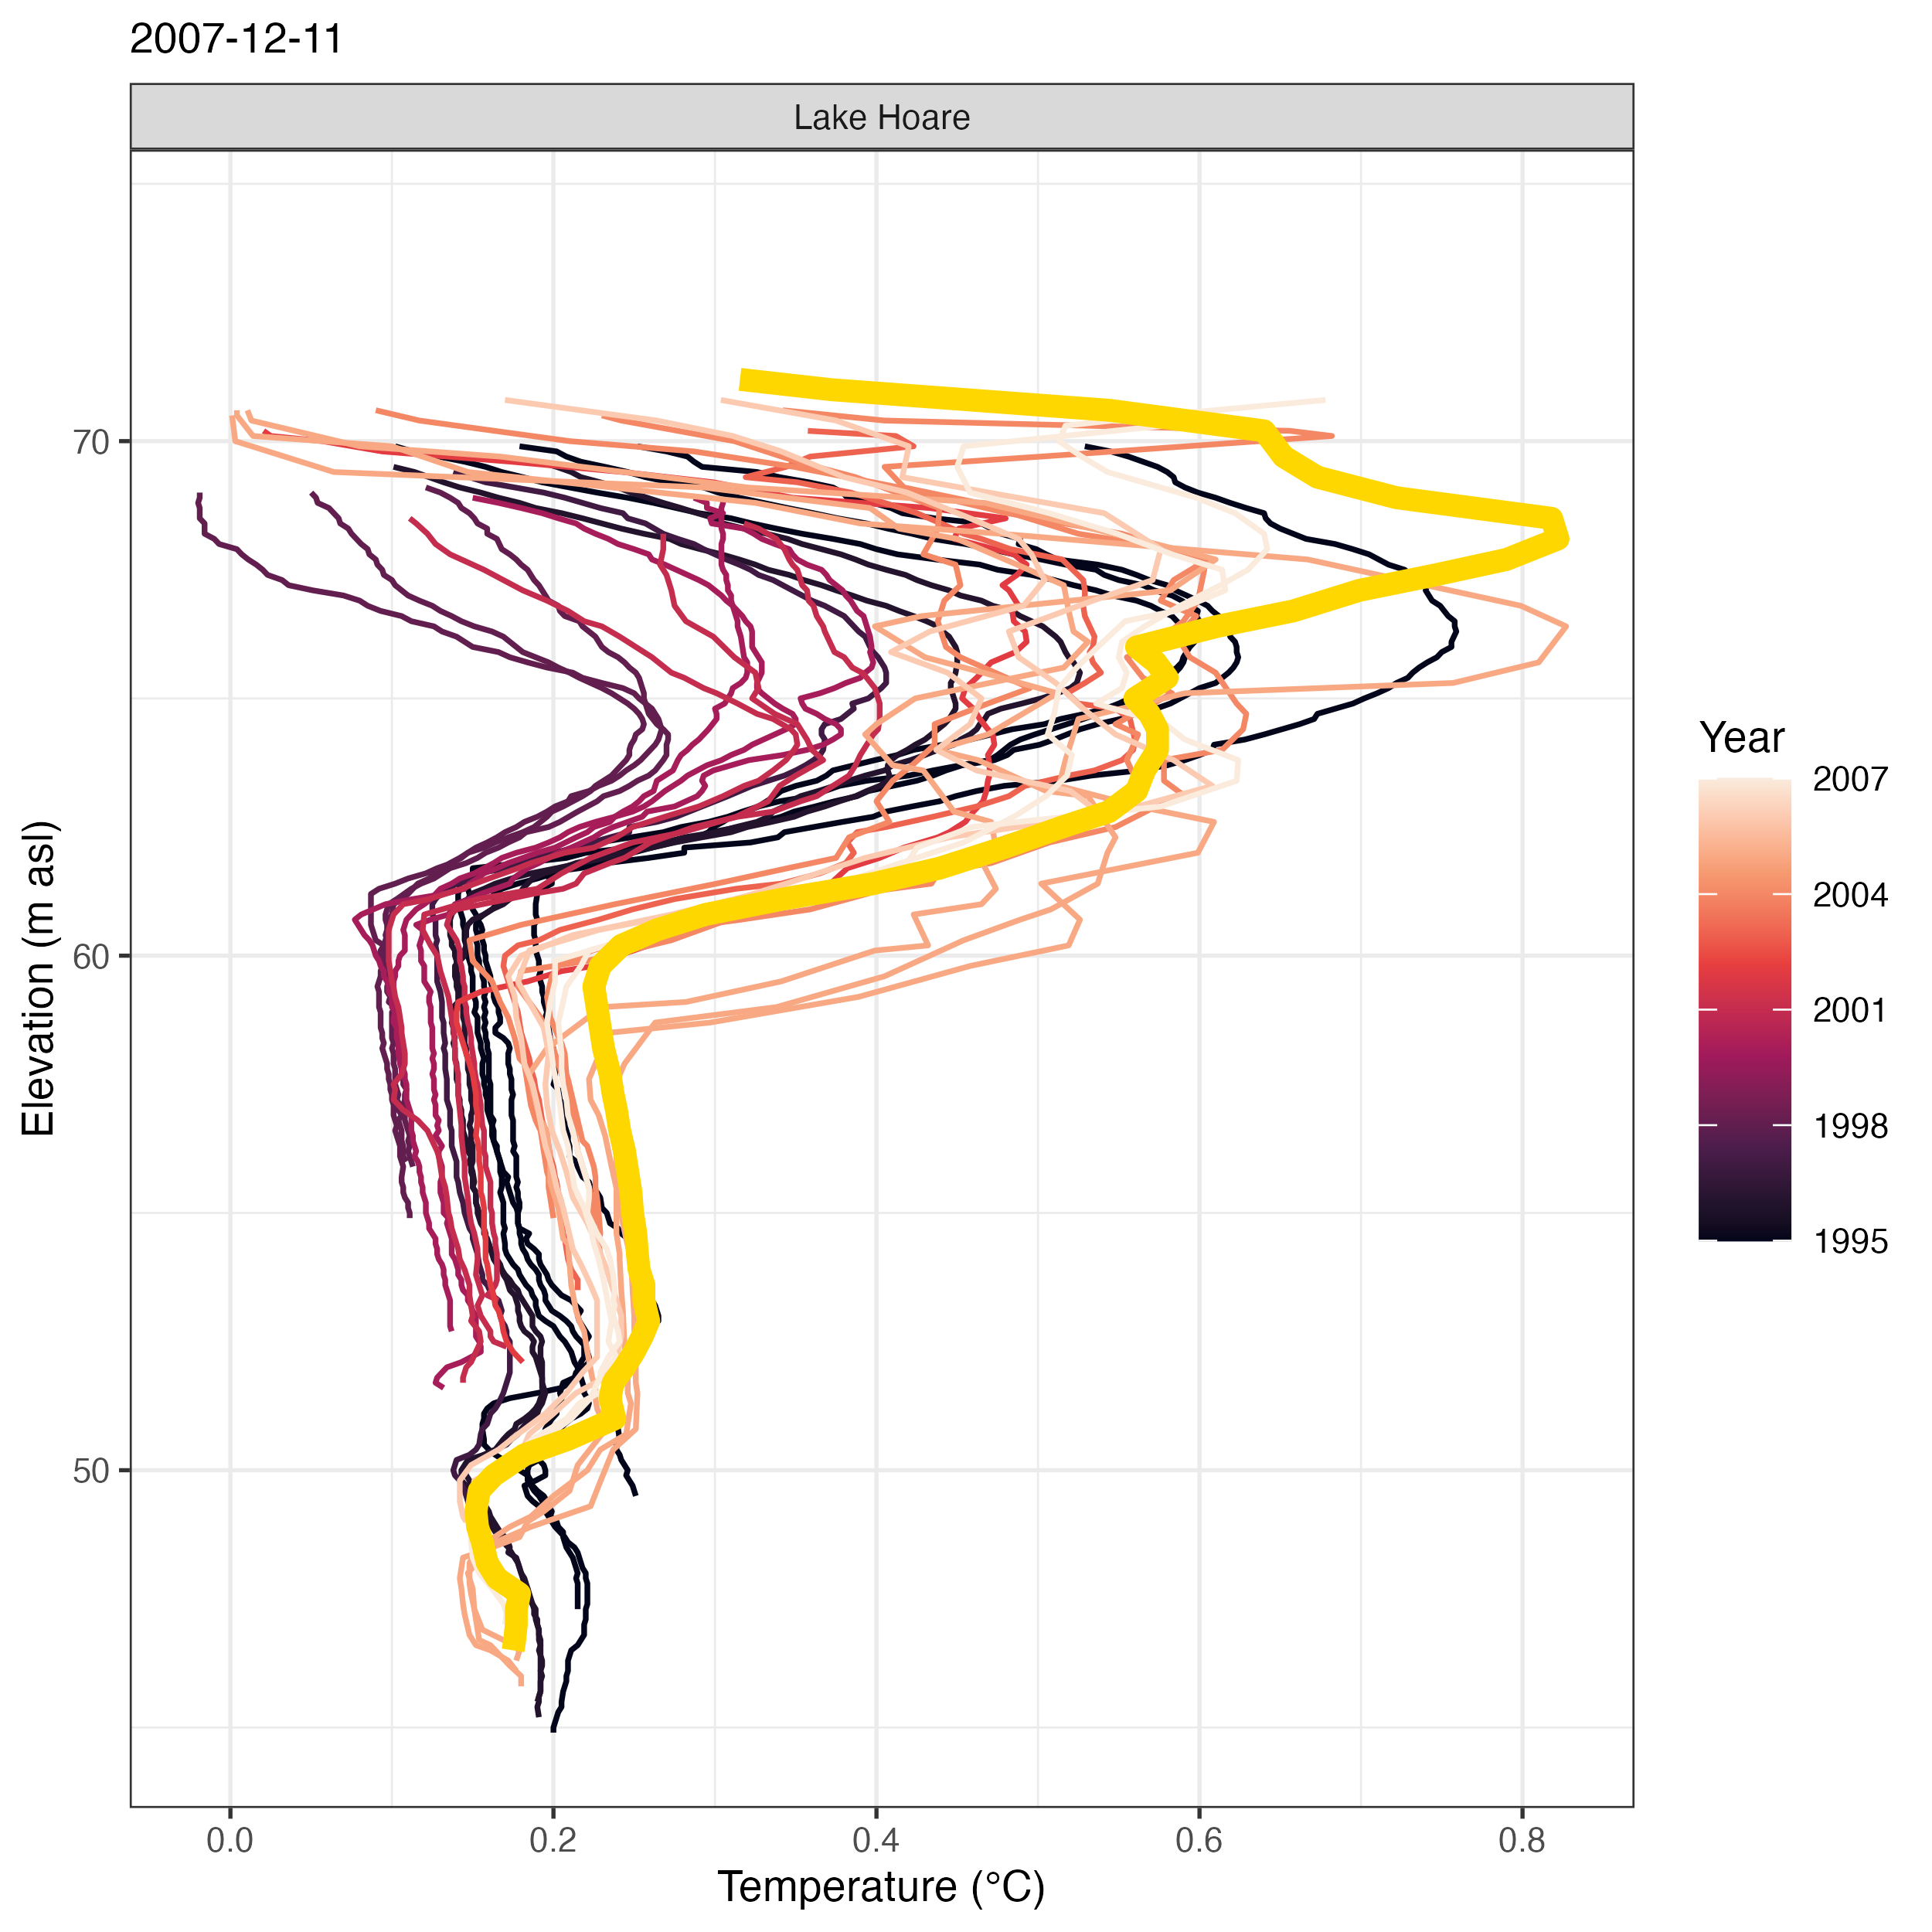 2007-12-11
Lake Hoare
Elevation (m asl)
70
60
50
0.0 0.2 0.4 0.6 0.8
Temperature (°C)
Year
2007
2004
2001
1998
1995